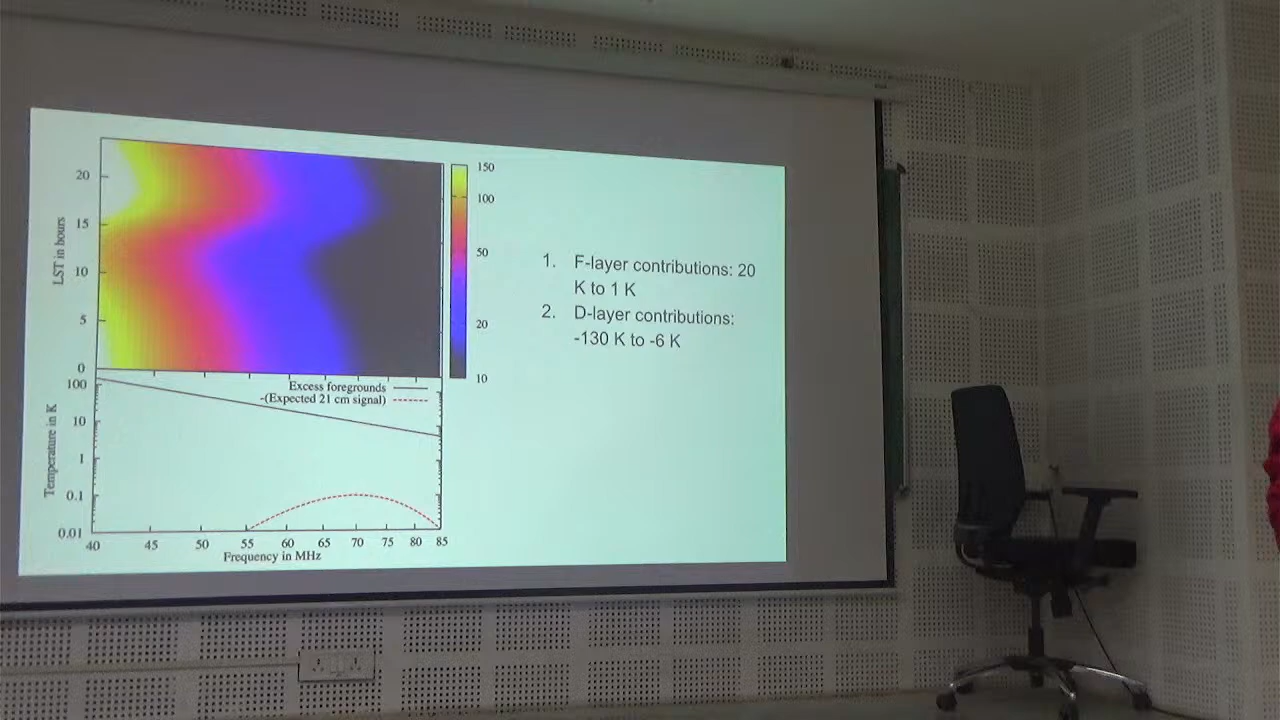 20
15
10
5
0
LST in hours
150
100
50
20
10
1. F-layer contributions: 20
K to 1 K
2. D-layer contributions:
-130 K to -6 K
Excess foregrounds
-(Expected 21 cm signal)
100
10
1
0.1
0.01
Temperature in K
40 45 50 55 60 65 70 75 80 85
Frequency in MHz